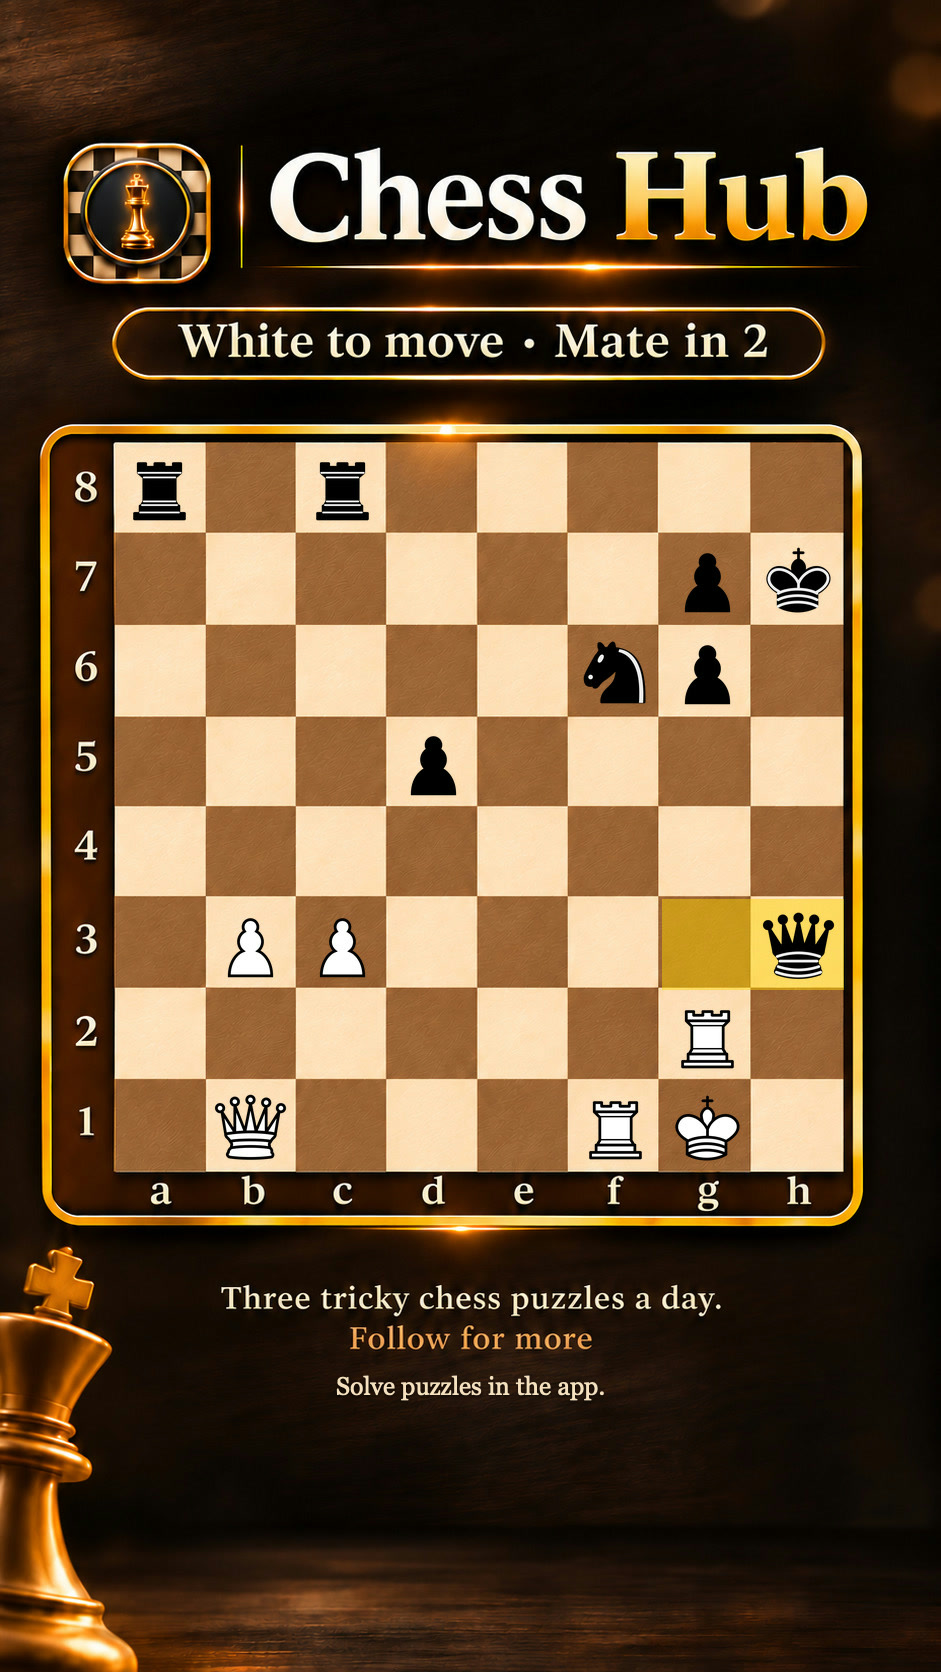 Chess Hub
White to move • Mate in 2
8
7
6
5
4
3
2
1
a b c d e f g h
Three tricky chess puzzles a day.
Follow for more
Solve puzzles in the app.